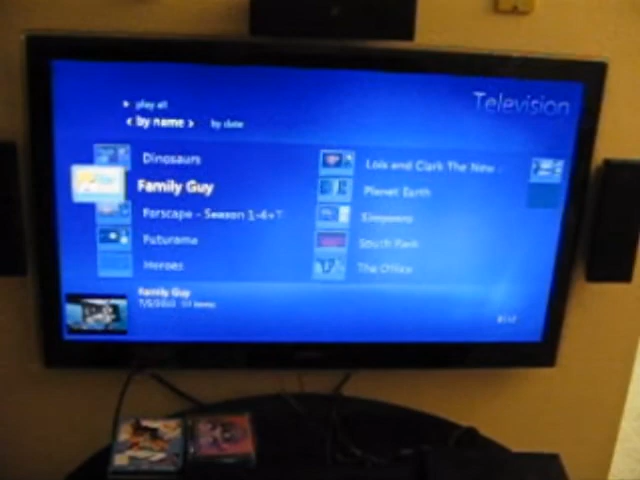 Television
play all
by name
by date
Dinosaurs
Family Guy
Farscape - Season 1-4+T
Futurama
Heroes
Lois and Clark The New
Planet Earth
Simpsons
South Park
The Office
Family Guy